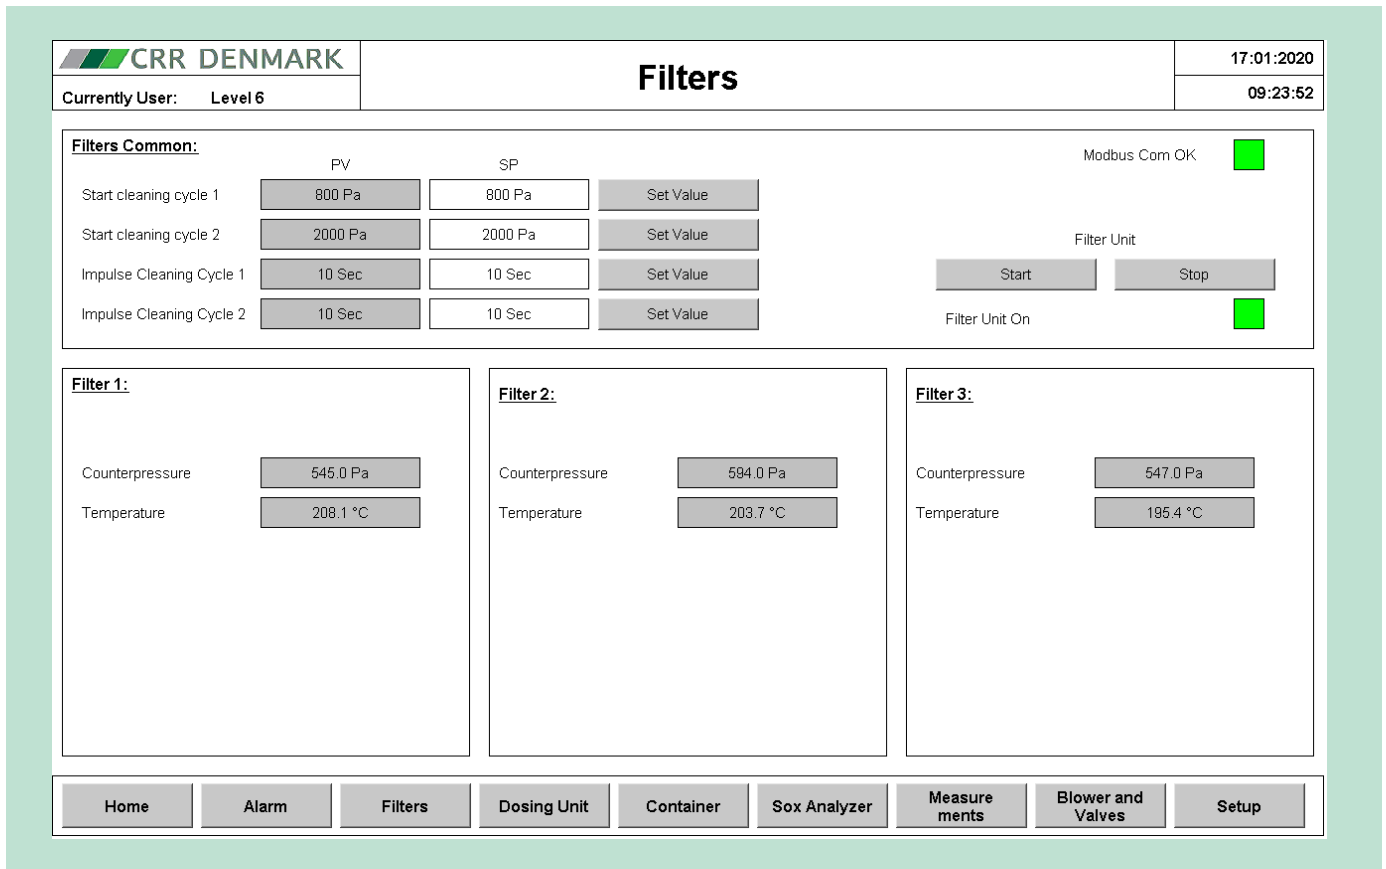 CRR DENMARK
Filters
17:01:2020
Currently User: Level 6
09:23:52
Filters Common:
PV SP
Modbus Com OK
Start cleaning cycle 1 800 Pa 800 Pa Set Value
Start cleaning cycle 2 2000 Pa 2000 Pa Set Value
Filter Unit
Impulse Cleaning Cycle 1 10 Sec 10 Sec Set Value Start Stop
Impulse Cleaning Cycle 2 10 Sec 10 Sec Set Value Filter Unit On
Filter 1:
Counterpressure 545.0 Pa
Temperature 208.1 °C
Filter 2:
Counterpressure 594.0 Pa
Temperature 203.7 °C
Filter 3:
Counterpressure 547.0 Pa
Temperature 195.4 °C
Home
Alarm
Filters
Dosing Unit
Container
Sox Analyzer
Measure
ments
Blower and
Valves
Setup